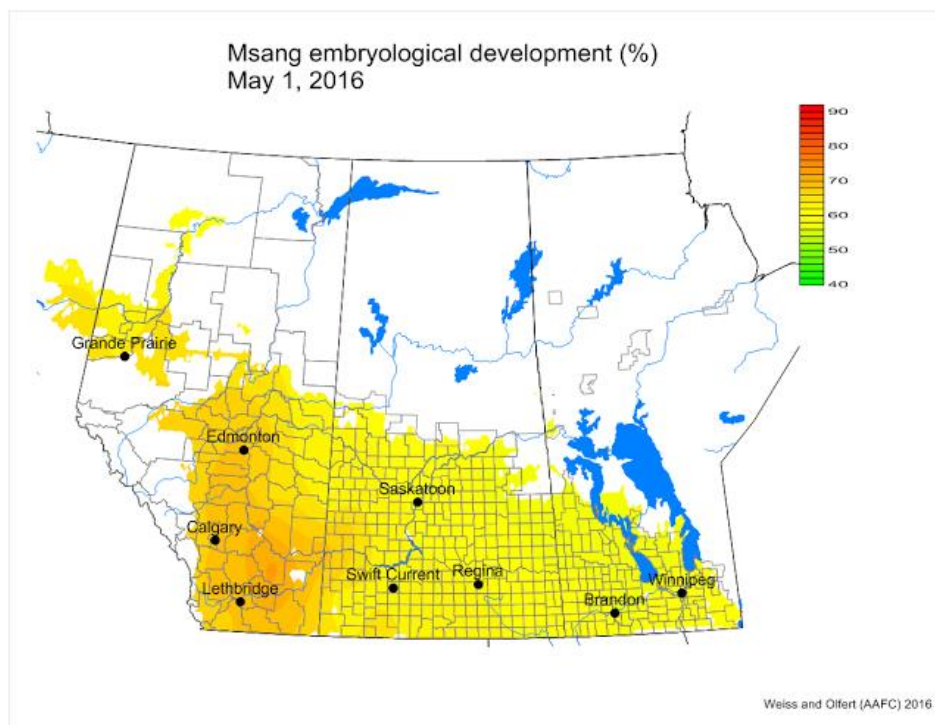 Msang embryological development (%)
May 1, 2016
90
80
70
60
50
40
Grande Prairie
Edmonton
Saskatoon
Calgary
Swift Current
Regina
Lethbridge
Winnipeg
Brandon
Weiss and Olfert (AAFC) 2016